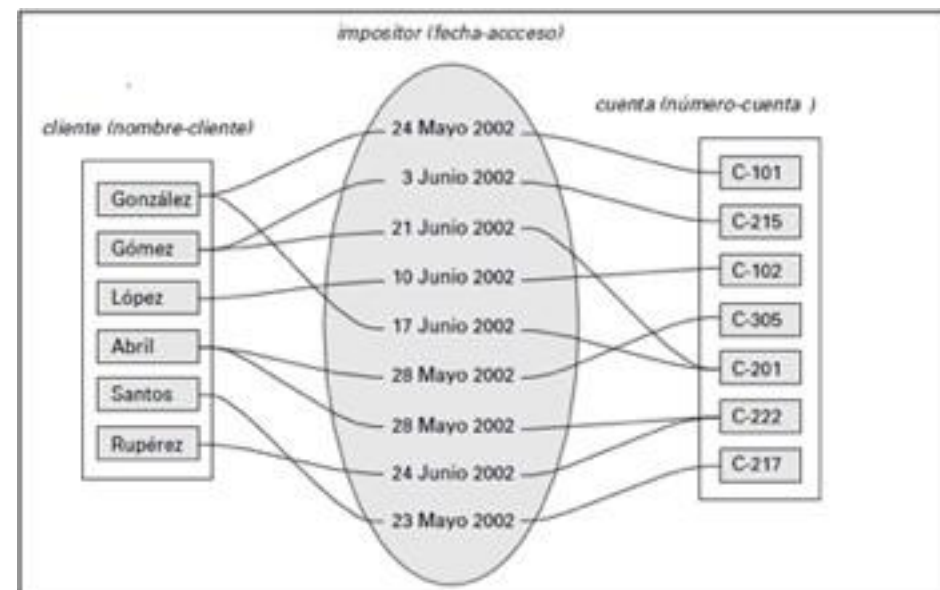 impositor (fecha-accceso)
cuenta (número-cuenta )
cliente (nombre-cliente)
González
Gómez
López
Abril
Santos
Rupérez
24 Mayo 2002
3 Junio 2002
21 Junio 2002
10 Junio 2002
17 Junio 2002
28 Mayo 2002
28 Mayo 2002
24 Junio 2002
23 Mayo 2002
C-101
C-215
C-102
C-305
C-201
C-222
C-217